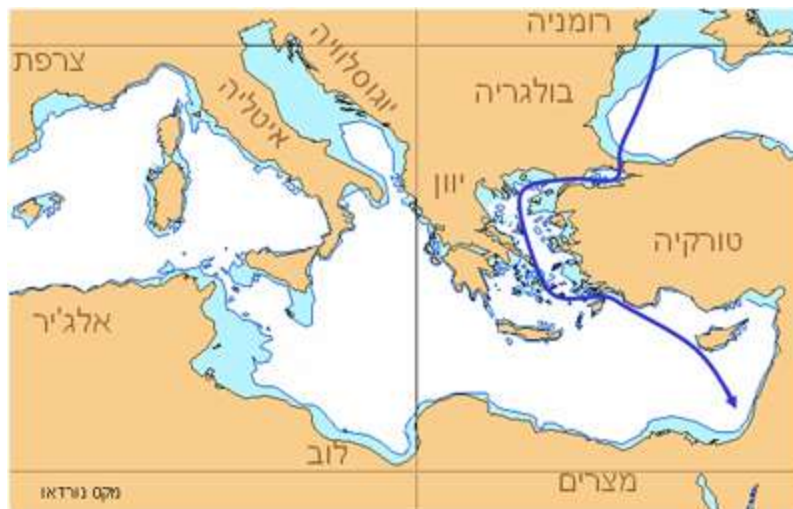 רומניה
צרפת
יוגוסלוויה
בולגריה
איטליה
יוון
טורקיה
אלג'יר
לוב
מצרים
מקס נורדאו